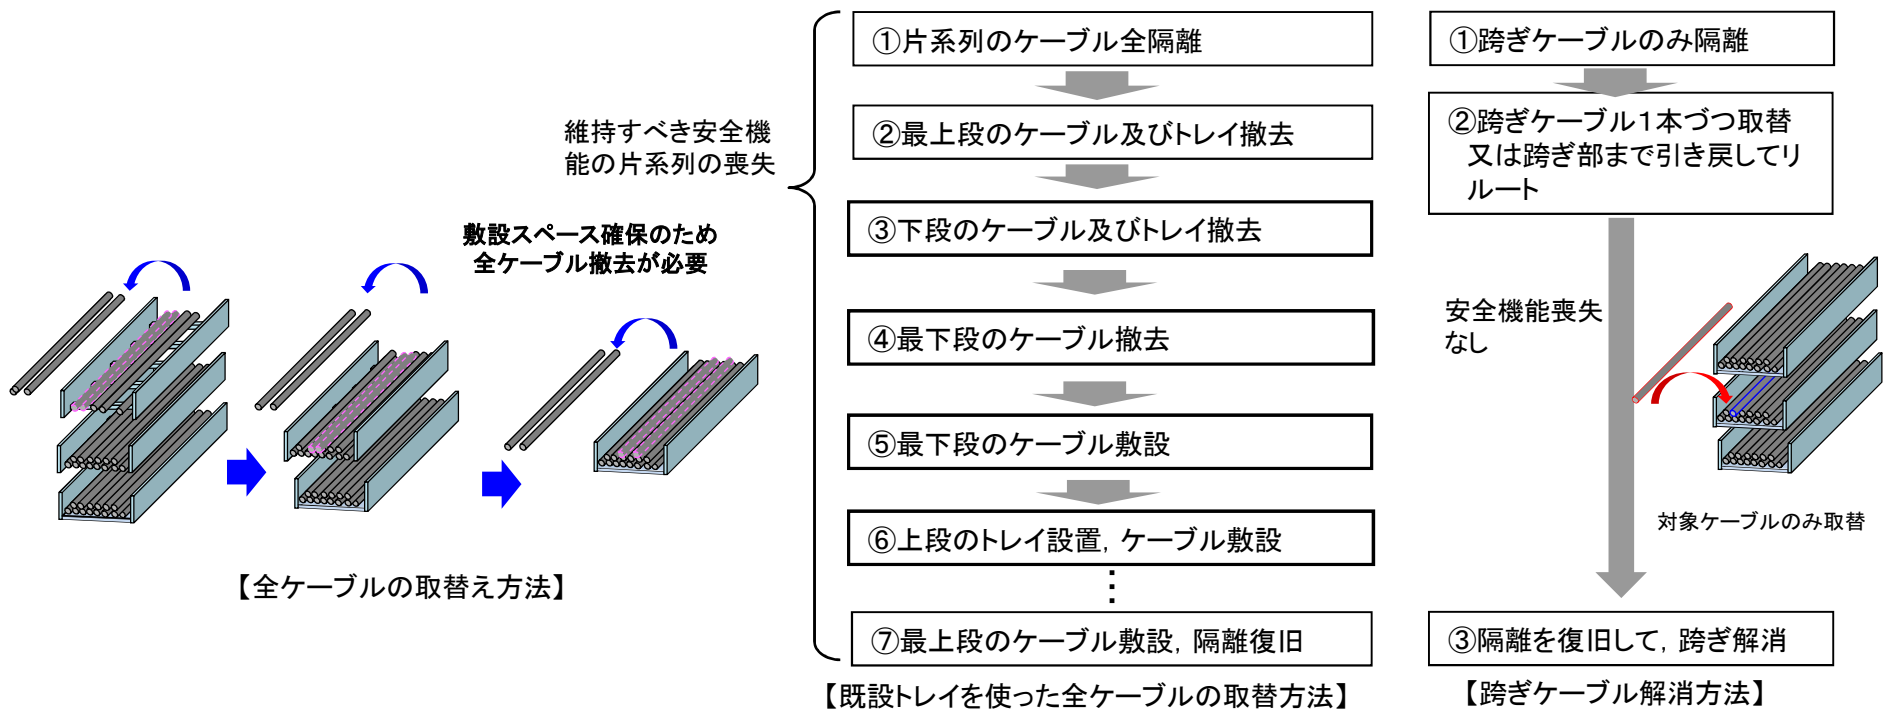 敷設スペース確保のため
全ケーブル撤去が必要
【全ケーブルの取替え方法】
維持すべき安全機
能の片系列の喪失
①片系列のケーブル全隔離
②最上段のケーブル及びトレイ撤去
③下段のケーブル及びトレイ撤去
④最下段のケーブル撤去
⑤最下段のケーブル敷設
⑥上段のトレイ設置，ケーブル敷設
⋮
⑦最上段のケーブル敷設，隔離復旧
【既設トレイを使った全ケーブルの取替方法】
①跨ぎケーブルのみ隔離
②跨ぎケーブル１本づつ取替
又は跨ぎ部まで引き戻してリ
ルート
安全機能喪失
なし
対象ケーブルのみ取替
③隔離を復旧して，跨ぎ解消
【跨ぎケーブル解消方法】